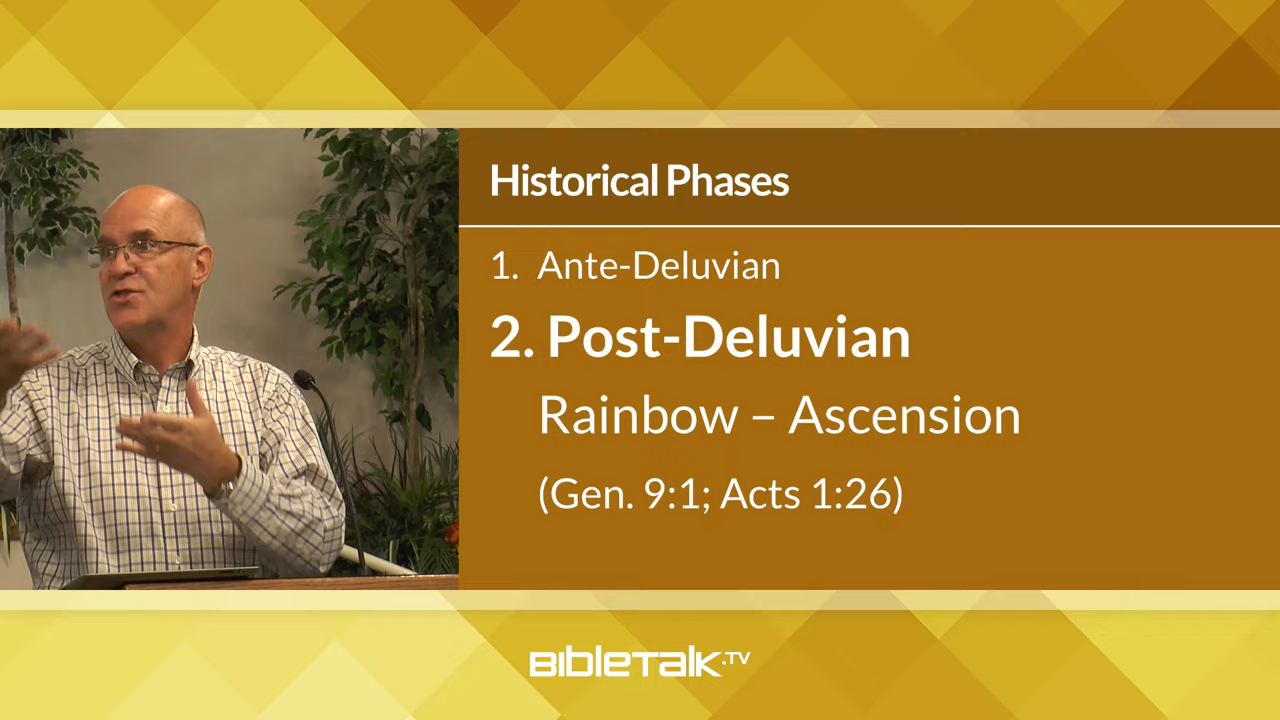 Historical Phases
1. Ante-Deluvian
2. Post-Deluvian
Rainbow – Ascension
(Gen. 9:1; Acts 1:26)
BIBLETALK.TV